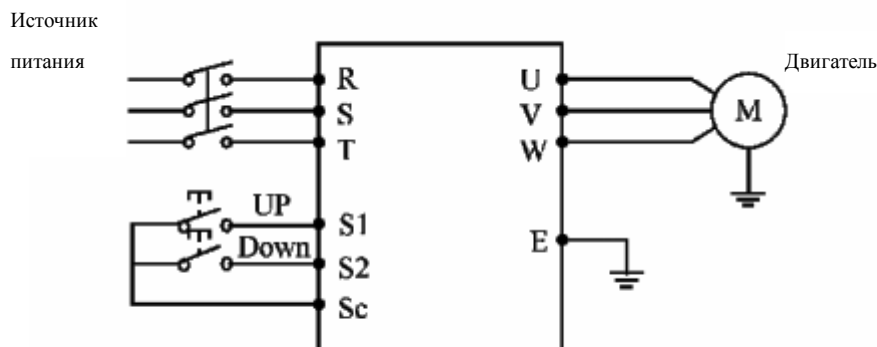 Источник
питания
Двигатель
R
U
S
V
M
T
W
UP
S1
Down
S2
E
Sc